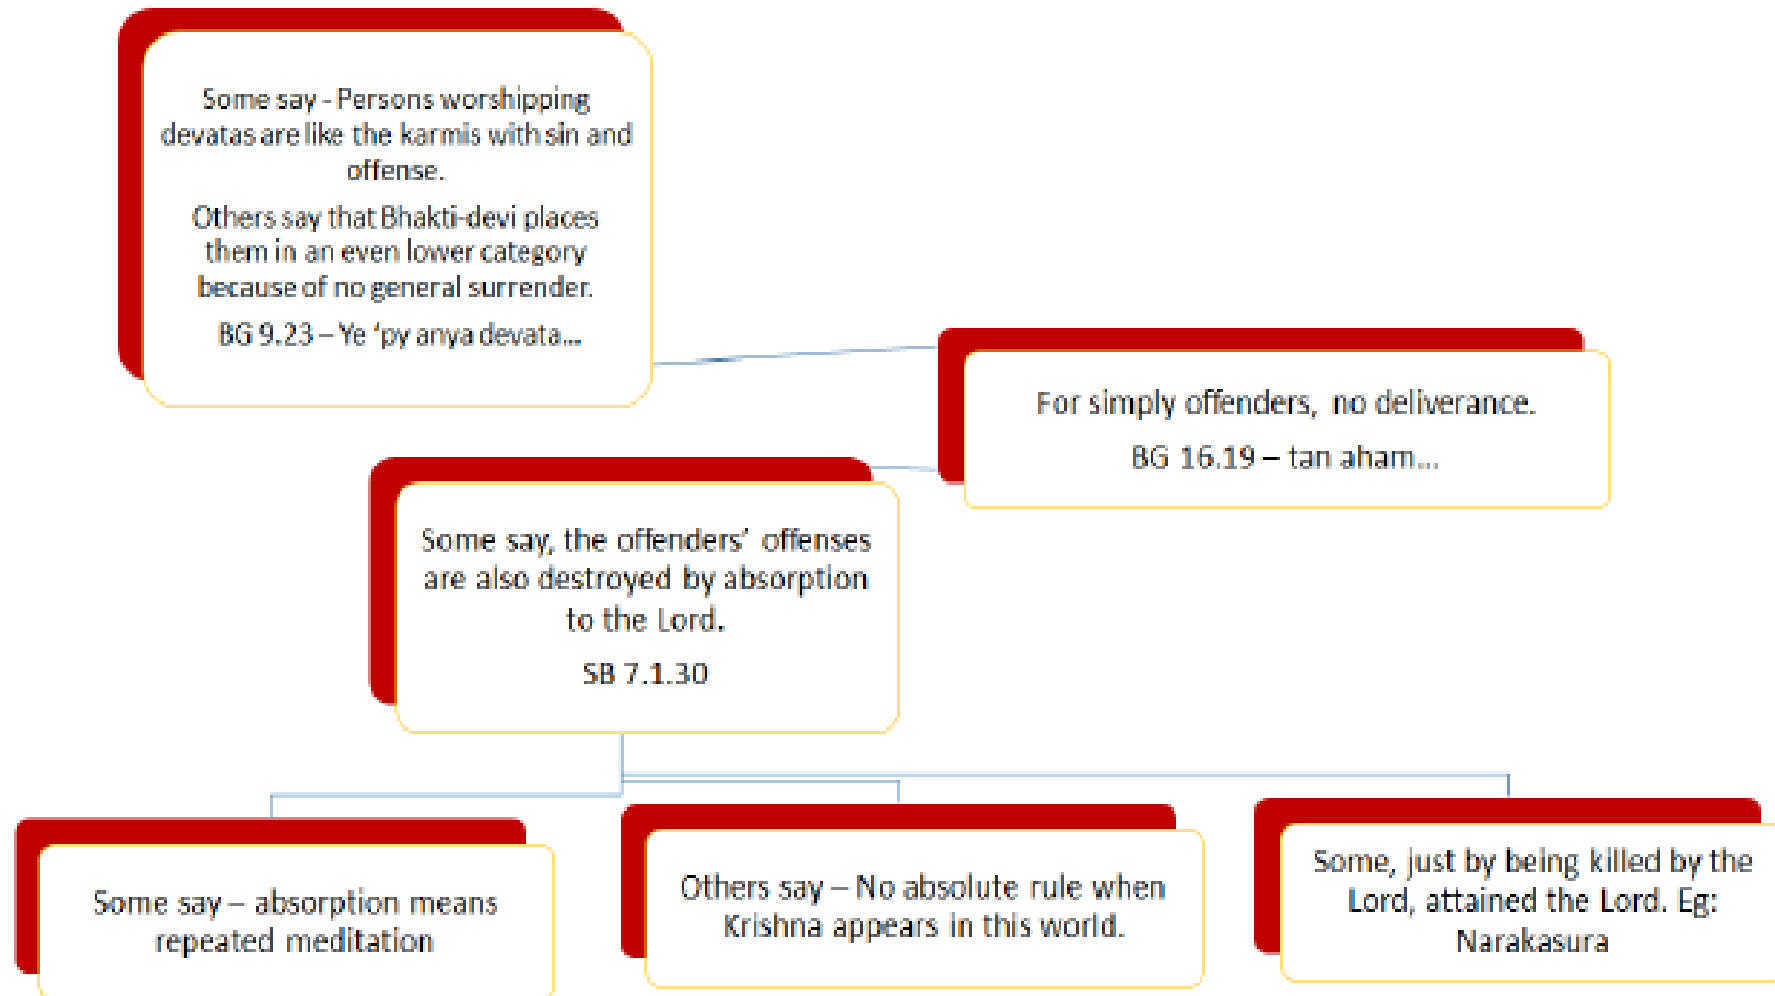 Some say - Persons worshipping
devatas are like the karmis with sin and
offense.
Others say that Bhakti-devi places
them in an even lower category
because of no general surrender.
BG 9.23 – Ye ‘py anya devata...
For simply offenders, no deliverance.
BG 16.19 – tan aham...
Some say, the offenders’ offenses
are also destroyed by absorption
to the Lord.
SB 7.1.30
Some say – absorption means
repeated meditation
Others say – No absolute rule when
Krishna appears in this world.
Some, just by being killed by the
Lord, attained the Lord. Eg:
Narakasura